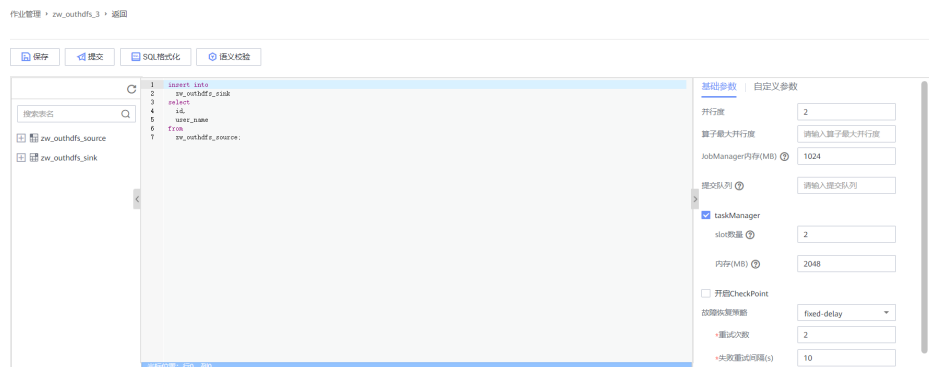 作业管理 › zw_outhdfs_3 › 返回
保存 提交 SQL格式化 语义校验
搜索表名
zw_outhdfs_source
zw_outhdfs_sink
1 insert into
2 zw_outhdfs_sink
3 select
4 id,
5 user_name
6 from
7 zw_outhdfs_source;
基础参数 自定义参数
并行度 2
算子最大并行度 请输入算子最大并行度
JobManager内存(MB) 1024
提交队列 请输入提交队列
taskManager
slot数量 2
内存(MB) 2048
开启CheckPoint
故障恢复策略 fixed-delay
*重试次数 2
*失败重试间隔(s) 10